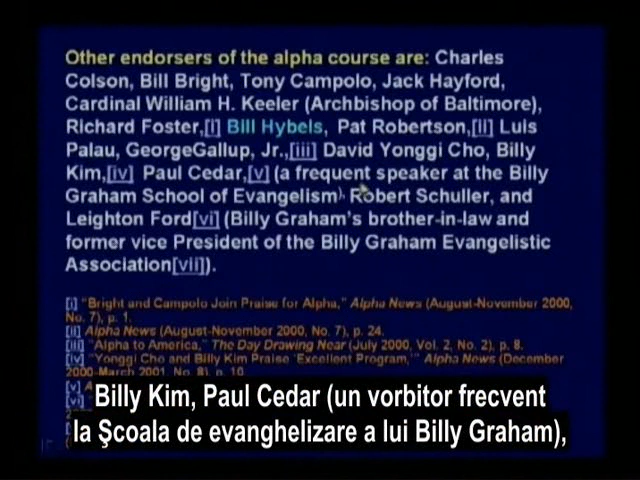 Other endorsers of the alpha course are: Charles
Colson, Bill Bright, Tony Campolo, Jack Hayford,
Cardinal William H. Keeler (Archbishop of Baltimore),
Richard Foster,[i] Bill Hybels, Pat Robertson,[ii] Luis
Palau, GeorgeGallup, Jr.,[iii] David Yonggi Cho, Billy
Kim,[iv] Paul Cedar,[v] (a frequent speaker at the Billy
Graham School of Evangelism), Robert Schuller, and
Leighton Ford[vi] (Billy Graham's brother-in-law and
former vice President of the Billy Graham Evangelistic
Association[vii]).
[i] "Bright and Campolo Join Praise for Alpha," Alpha News (August-November 2000,
No. 7), p. 1.
[ii] Alpha News (August-November 2000, No. 7), p. 24.
[iii] "Alpha to America," The Day Drawing Near (July 2000, Vol. 2, No. 2), p. 8.
[iv] "Yonggi Cho and Billy Kim Praise 'Excellent Program,'" Alpha News (December
2000-March 2001, No. 8), p. 10.
[v] A
[vi] "
Billy Kim, Paul Cedar (un vorbitor frecvent
la Şcoala de evanghelizare a lui Billy Graham),